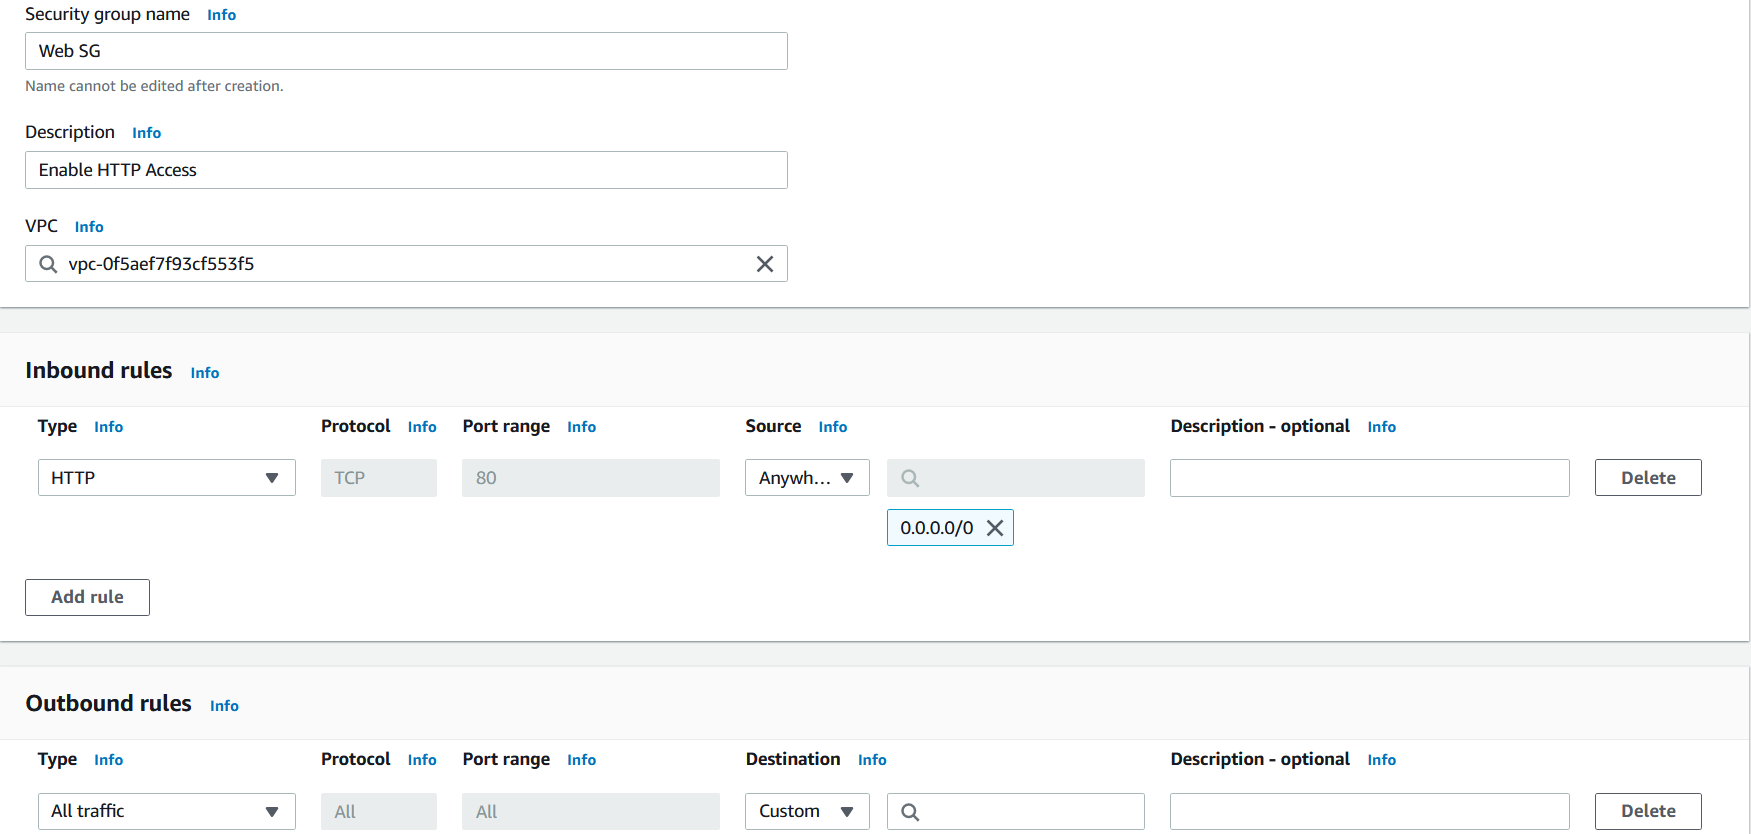 Security group name Info
Web SG
Name cannot be edited after creation.
Description Info
Enable HTTP Access
VPC Info
vpc-0f5aef7f93cf553f5
Inbound rules Info
Type Info Protocol Info Port range Info Source Info Description - optional Info
HTTP TCP 80 Anywh... Delete
0.0.0.0/0
Add rule
Outbound rules Info
Type Info Protocol Info Port range Info Destination Info Description - optional Info
All traffic All All Custom Delete